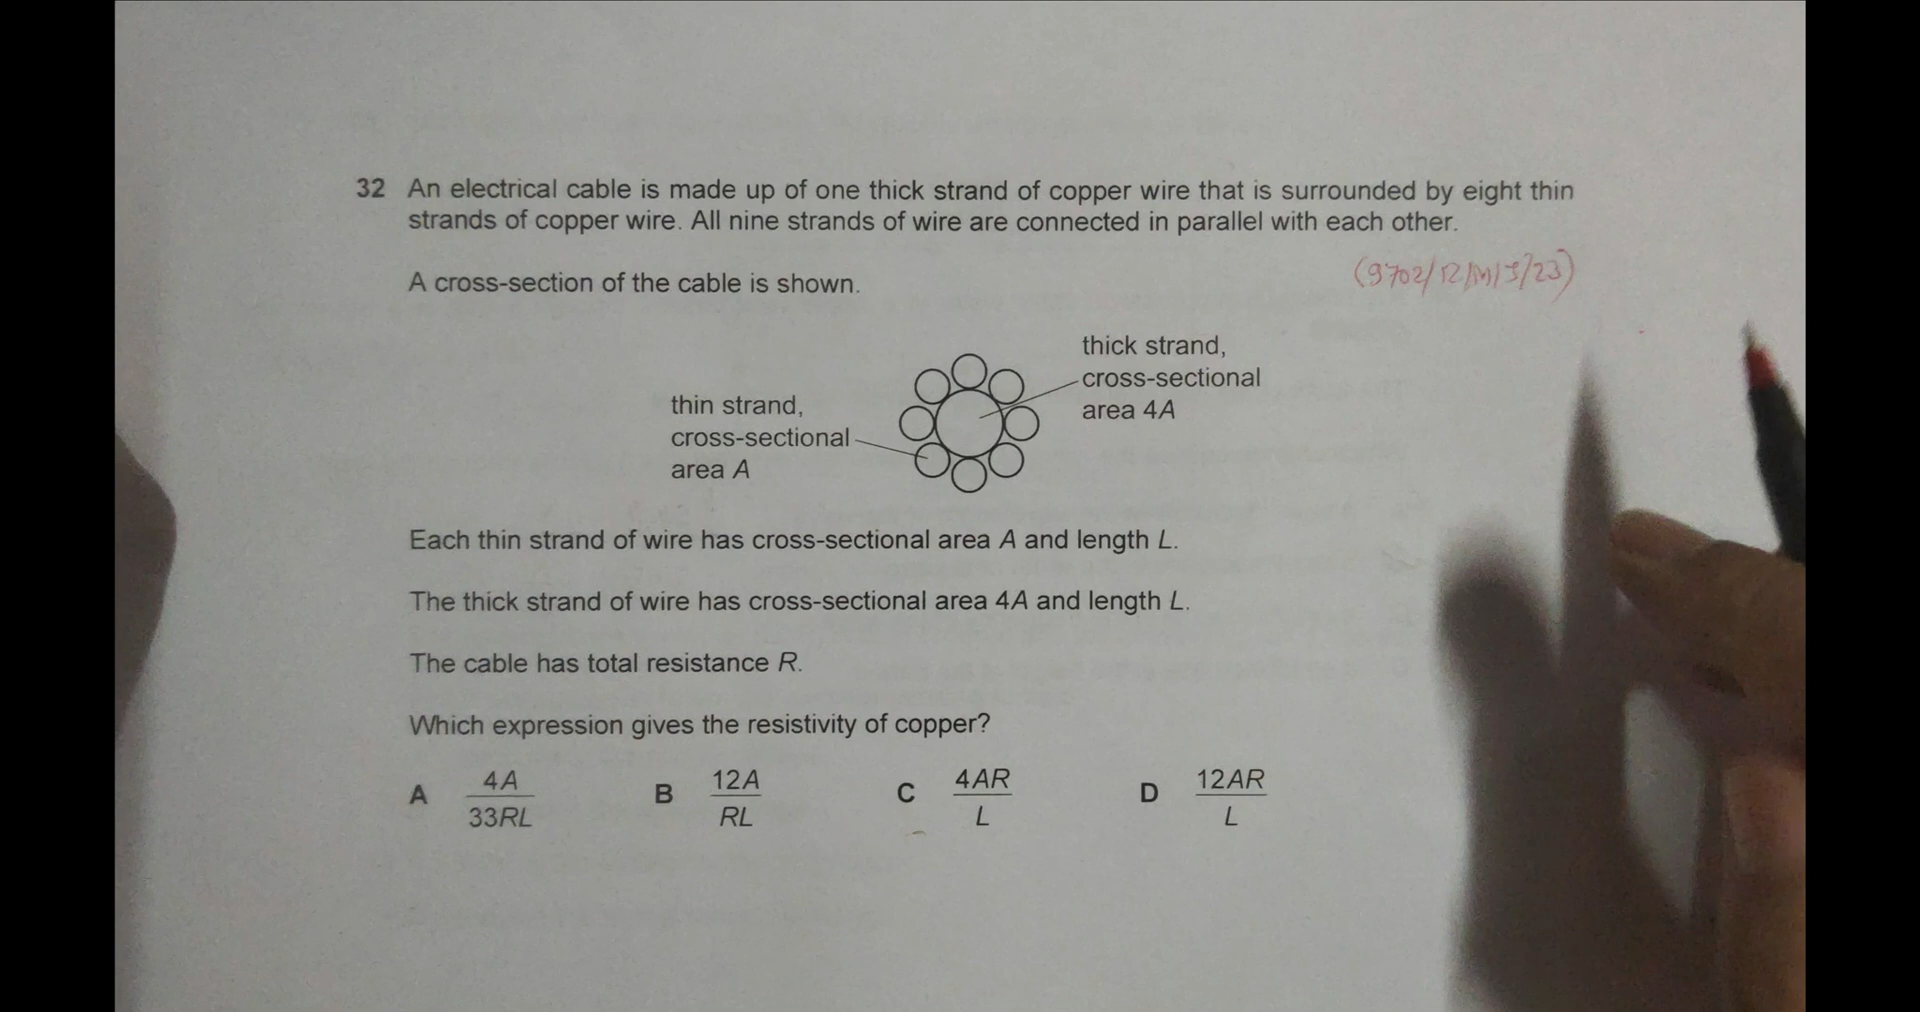 32 An electrical cable is made up of one thick strand of copper wire that is surrounded by eight thin
strands of copper wire. All nine strands of wire are connected in parallel with each other.
(9702/12/M/J/23)
A cross-section of the cable is shown.
thick strand,
cross-sectional
area 4A
thin strand,
cross-sectional
area A
Each thin strand of wire has cross-sectional area A and length L.
The thick strand of wire has cross-sectional area 4A and length L.
The cable has total resistance R.
Which expression gives the resistivity of copper?
A 4A/33RL B 12A/RL C 4AR/L D 12AR/L